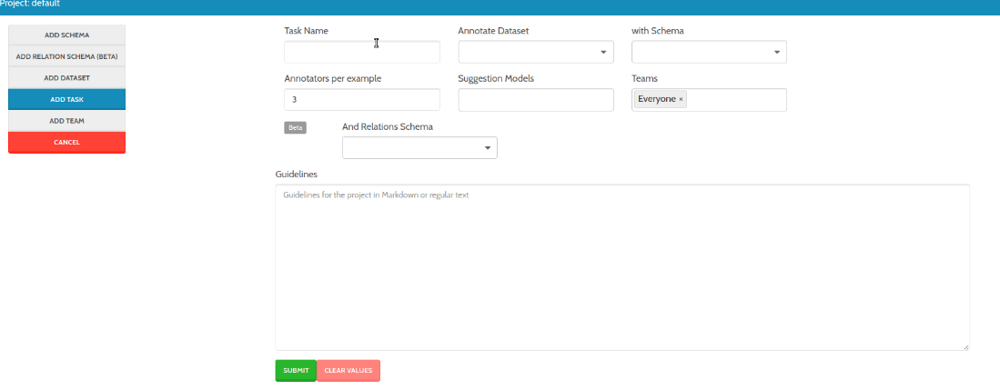 Project: default
ADD SCHEMA
ADD RELATION SCHEMA (BETA)
ADD DATASET
ADD TASK
ADD TEAM
CANCEL
Task Name
Annotate Dataset
with Schema
Annotators per example
Suggestion Models
Teams
3
Everyone ×
Beta
And Relations Schema
Guidelines
Guidelines for the project in Markdown or regular text
SUBMIT
CLEAR VALUES